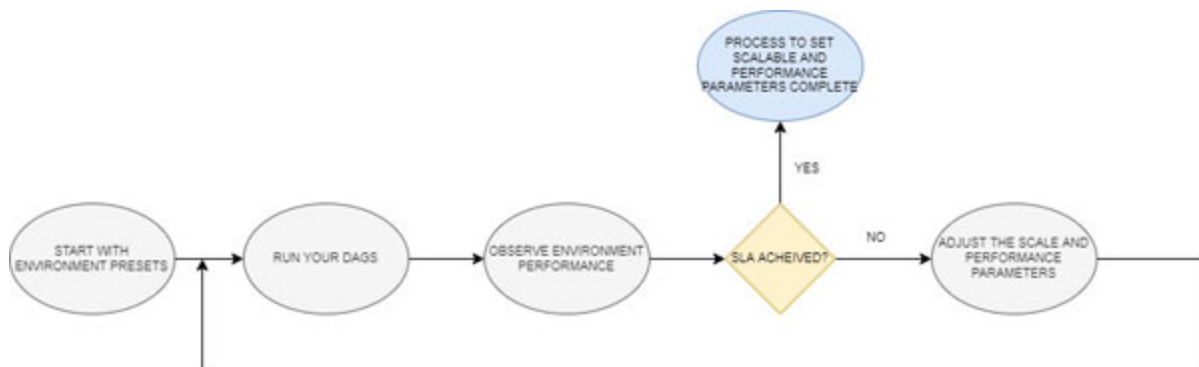 PROCESS TO SET
SCALABLE AND
PERFORMANCE
PARAMETERS COMPLETE
YES
START WITH
ENVIRONMENT PRESETS
RUN YOUR DAGS
OBSERVE ENVIRONMENT
PERFORMANCE
SLA ACHEIVED?
NO
ADJUST THE SCALE AND
PERFORMANCE
PARAMETERS